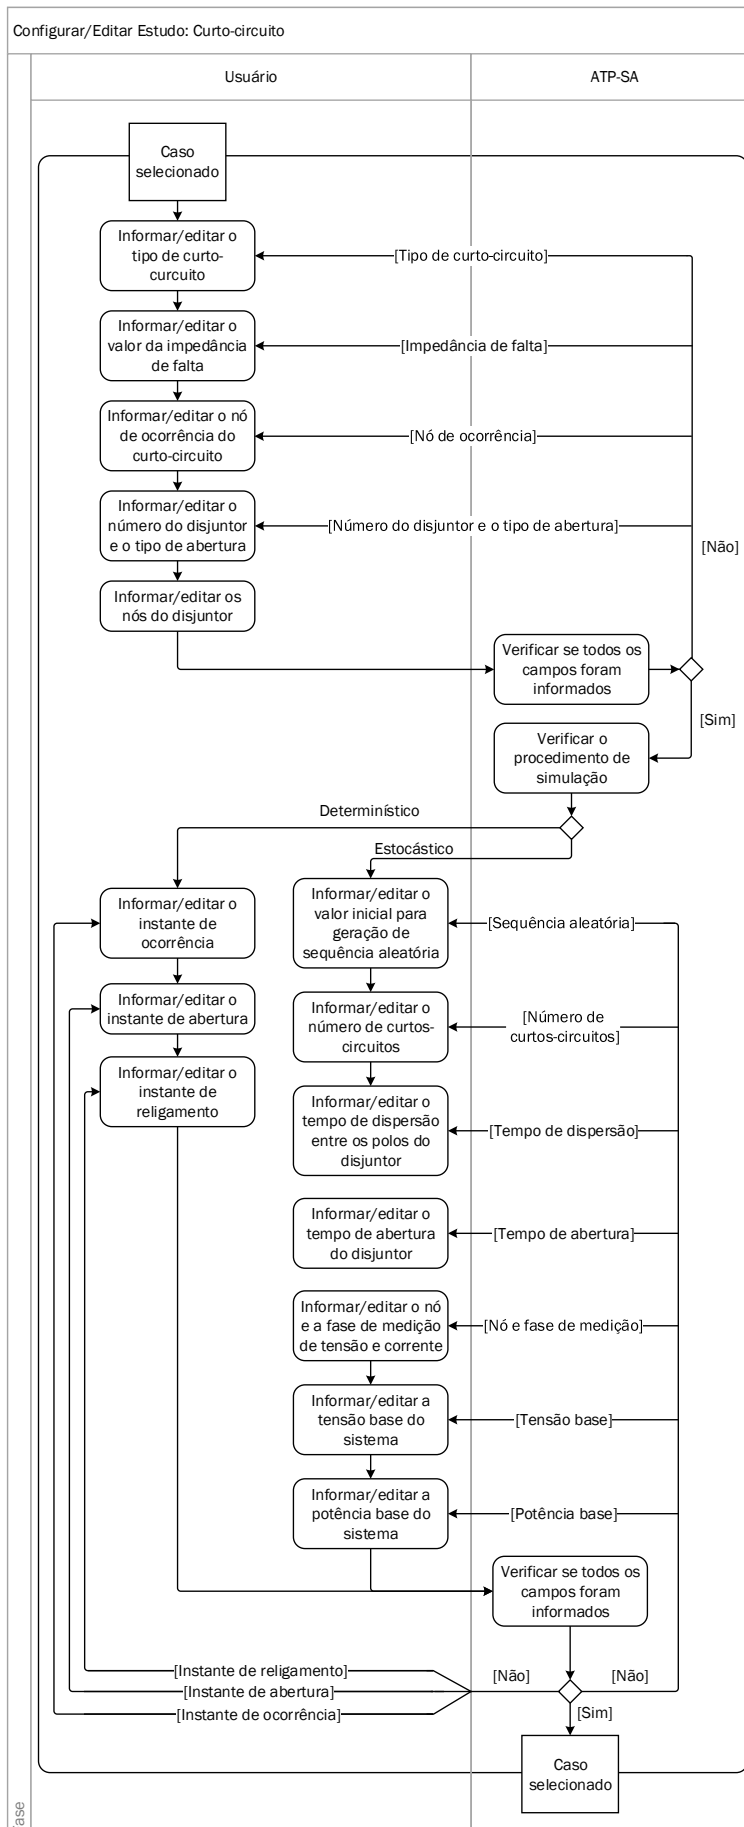 Configurar/Editar Estudo: Curto-circuito
Usuário
ATP-SA
Caso
selecionado
Informar/editar o
tipo de curto-
curcuito
[Tipo de curto-circuito]
Informar/editar o
valor da impedância
de falta
[Impedância de falta]
Informar/editar o nó
de ocorrência do
curto-circuito
[Nó de ocorrência]
Informar/editar o
número do disjuntor
e o tipo de abertura
[Número do disjuntor e o tipo de abertura]
[Não]
Informar/editar os
nós do disjuntor
Verificar se todos os
campos foram
informados
[Sim]
Verificar o
procedimento de
simulação
Determinístico
Estocástico
Informar/editar o
instante de
ocorrência
Informar/editar o
valor inicial para
geração de
sequência aleatória
[Sequência aleatória]
Informar/editar o
instante de abertura
Informar/editar o
número de curtos-
circuitos
[Número de
curtos-circuitos]
Informar/editar o
instante de
religamento
Informar/editar o
tempo de dispersão
entre os polos do
disjuntor
[Tempo de dispersão]
Informar/editar o
tempo de abertura
do disjuntor
[Tempo de abertura]
Informar/editar o nó
e a fase de medição
de tensão e corrente
[Nó e fase de medição]
Informar/editar a
tensão base do
sistema
[Tensão base]
Informar/editar a
potência base do
sistema
[Potência base]
Verificar se todos os
campos foram
informados
[Instante de religamento]
[Não]
[Não]
[Instante de abertura]
[Instante de ocorrência]
[Sim]
Caso
selecionado
ase